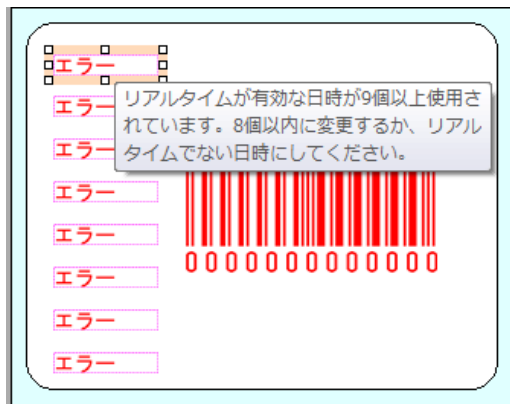 エラー
リアルタイムが有効な日時が9個以上使用さ
れています。8個以内に変更するか、リアル
タイムでない日時にしてください。
エラー
エラー
エラー
エラー
0000000000000
エラー
エラー
エラー